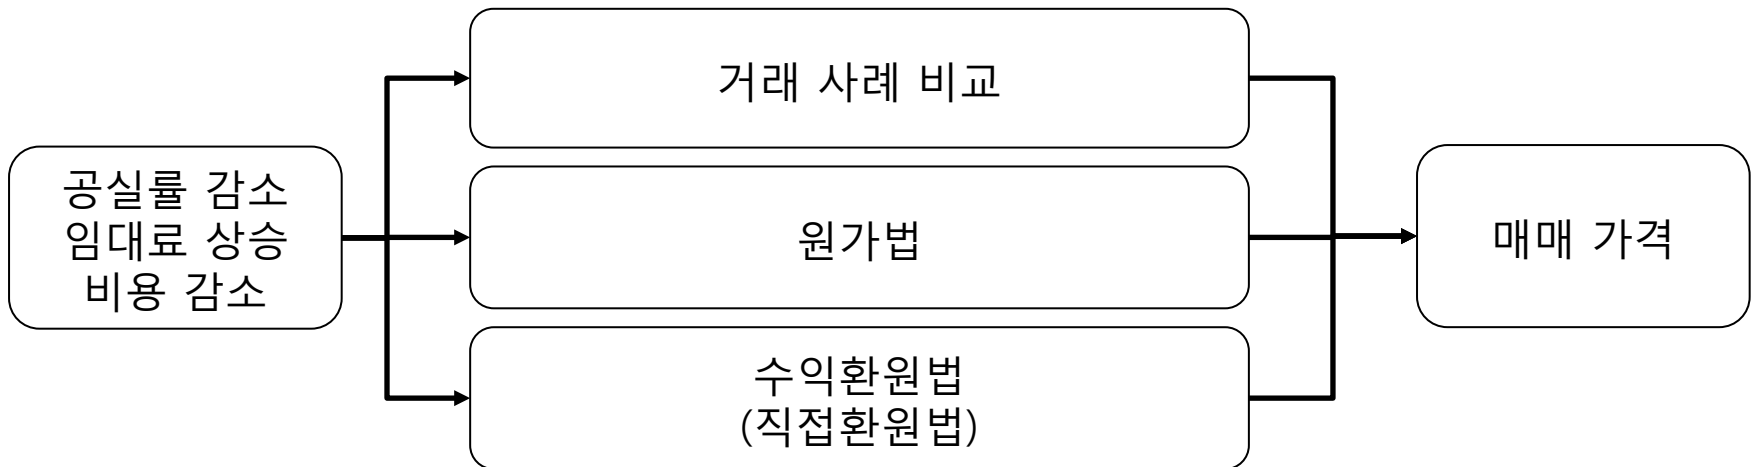 공실률 감소
임대료 상승
비용 감소
거래 사례 비교
원가법
수익환원법
(직접환원법)
매매 가격